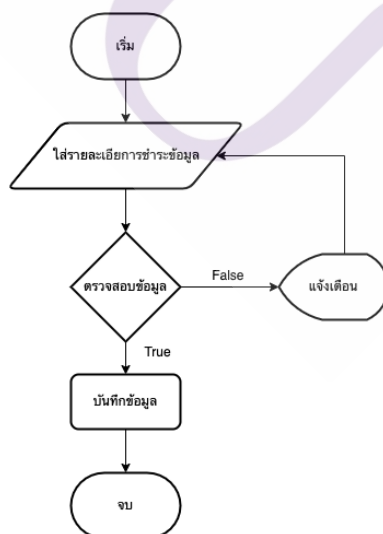 เริ่ม
ใส่รายละเอียการชำระข้อมูล
ตรวจสอบข้อมูล
False
แจ้งเตือน
True
บันทึกข้อมูล
จบ